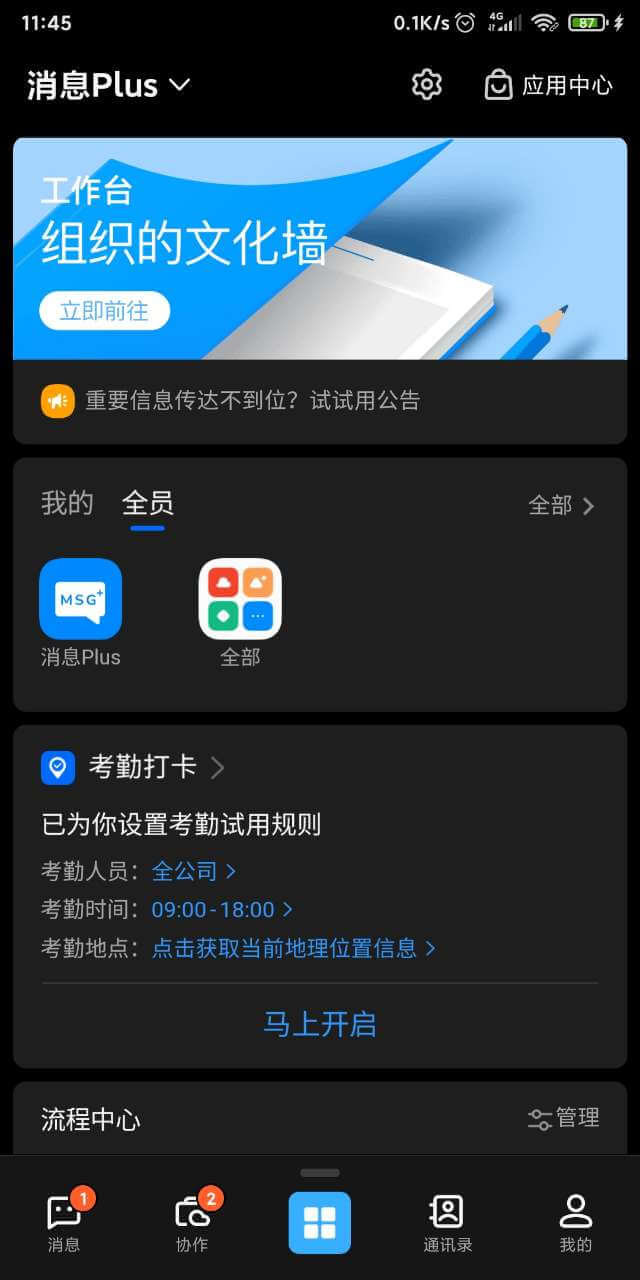 11:45
0.1K/s
4G
87
消息Plus
应用中心
工作台
组织的文化墙
立即前往
重要信息传达不到位？试试用公告
我的
全员
全部
MSG+
消息Plus
全部
考勤打卡
已为你设置考勤试用规则
考勤人员：全公司
考勤时间：09:00-18:00
考勤地点：点击获取当前地理位置信息
马上开启
流程中心
管理
1
2
消息
协作
通讯录
我的